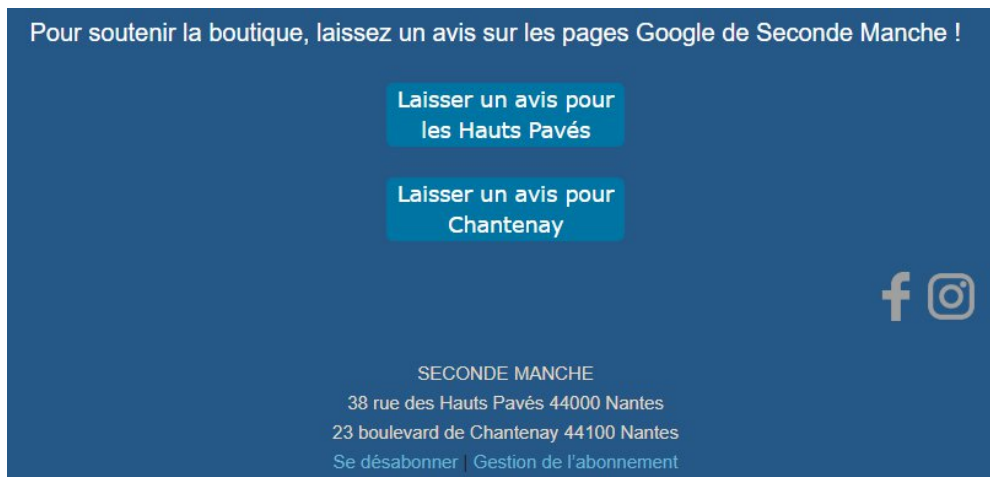 Pour soutenir la boutique, laissez un avis sur les pages Google de Seconde Manche !
Laisser un avis pour
les Hauts Pavés
Laisser un avis pour
Chantenay
SECONDE MANCHE
38 rue des Hauts Pavés 44000 Nantes
23 boulevard de Chantenay 44100 Nantes
Se désabonner | Gestion de l'abonnement